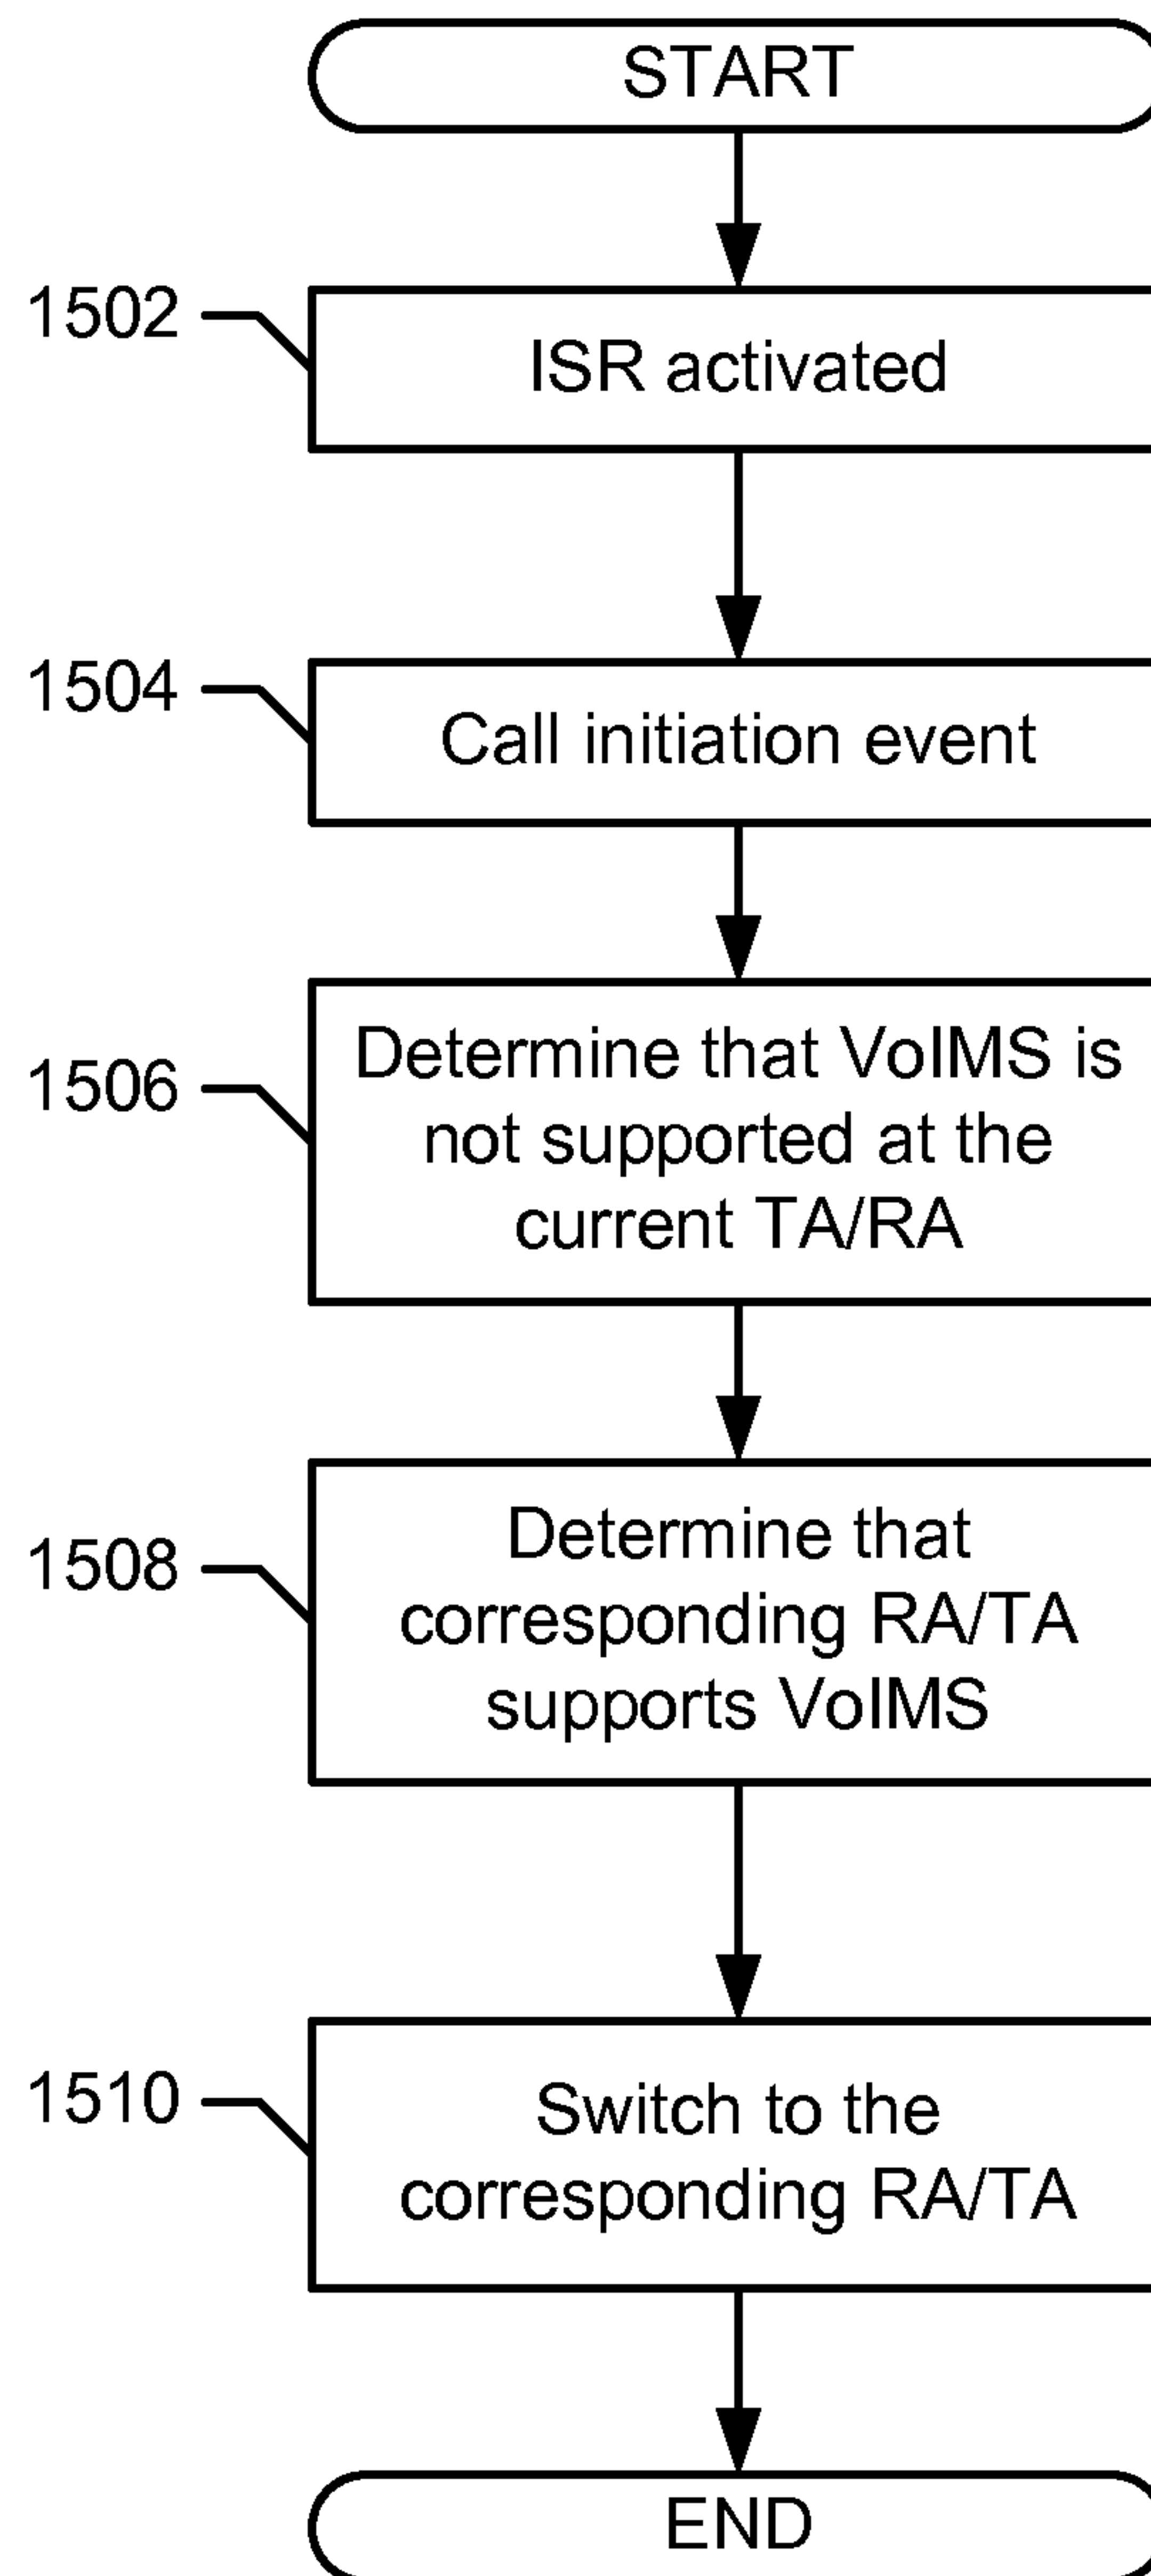 START
1502
ISR activated
1504
Call initiation event
1506
Determine that VoIMS is
not supported at the
current TA/RA
1508
Determine that
corresponding RA/TA
supports VoIMS
1510
Switch to the
corresponding RA/TA
END